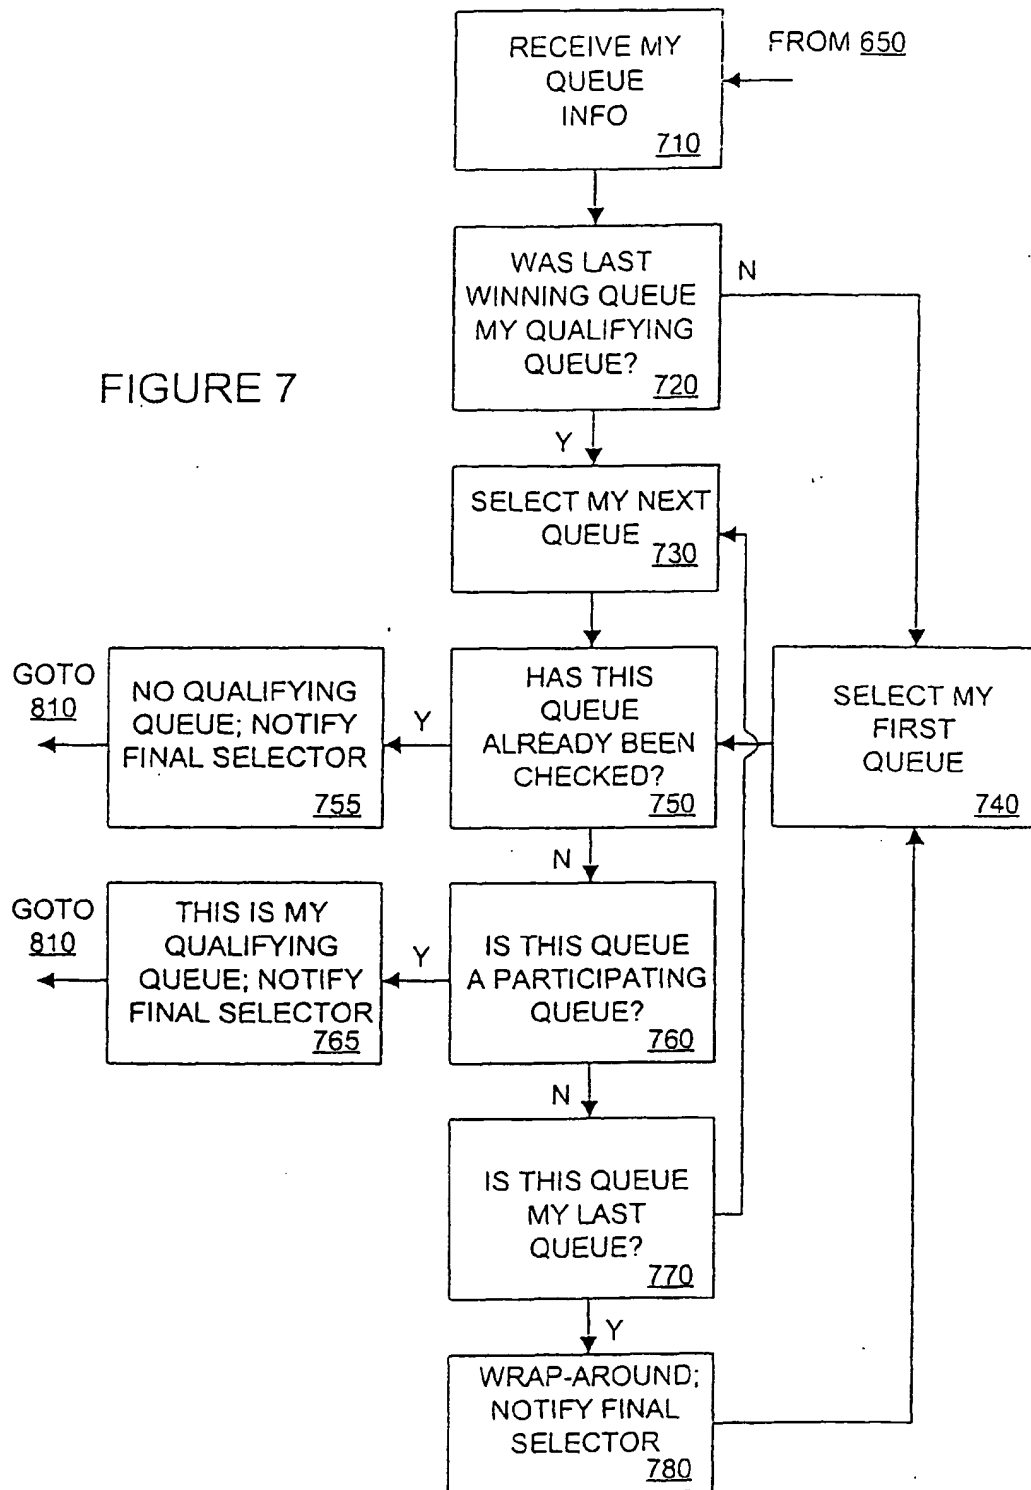 RECEIVE MY
QUEUE
INFO
710
FROM 650
WAS LAST
WINNING QUEUE
MY QUALIFYING
QUEUE?
720
N
FIGURE 7
Y
SELECT MY NEXT
QUEUE
730
GOTO
810
NO QUALIFYING
QUEUE; NOTIFY
FINAL SELECTOR
755
Y
HAS THIS
QUEUE
ALREADY BEEN
CHECKED?
750
SELECT MY
FIRST
QUEUE
740
N
GOTO
810
THIS IS MY
QUALIFYING
QUEUE; NOTIFY
FINAL SELECTOR
765
Y
IS THIS QUEUE
A PARTICIPATING
QUEUE?
760
N
IS THIS QUEUE
MY LAST
QUEUE?
770
Y
WRAP-AROUND;
NOTIFY FINAL
SELECTOR
780